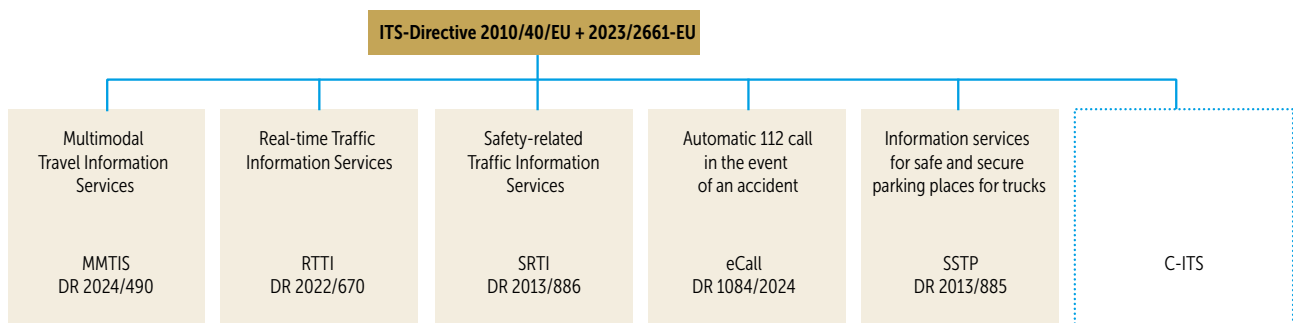 ITS-Directive 2010/40/EU + 2023/2661-EU
Multimodal
Travel Information
Services
MMTIS
DR 2024/490
Real-time Traffic
Information Services
RTTI
DR 2022/670
Safety-related
Traffic Information
Services
SRTI
DR 2013/886
Automatic 112 call
in the event
of an accident
eCall
DR 1084/2024
Information services
for safe and secure
parking places for trucks
SSTP
DR 2013/885
C-ITS